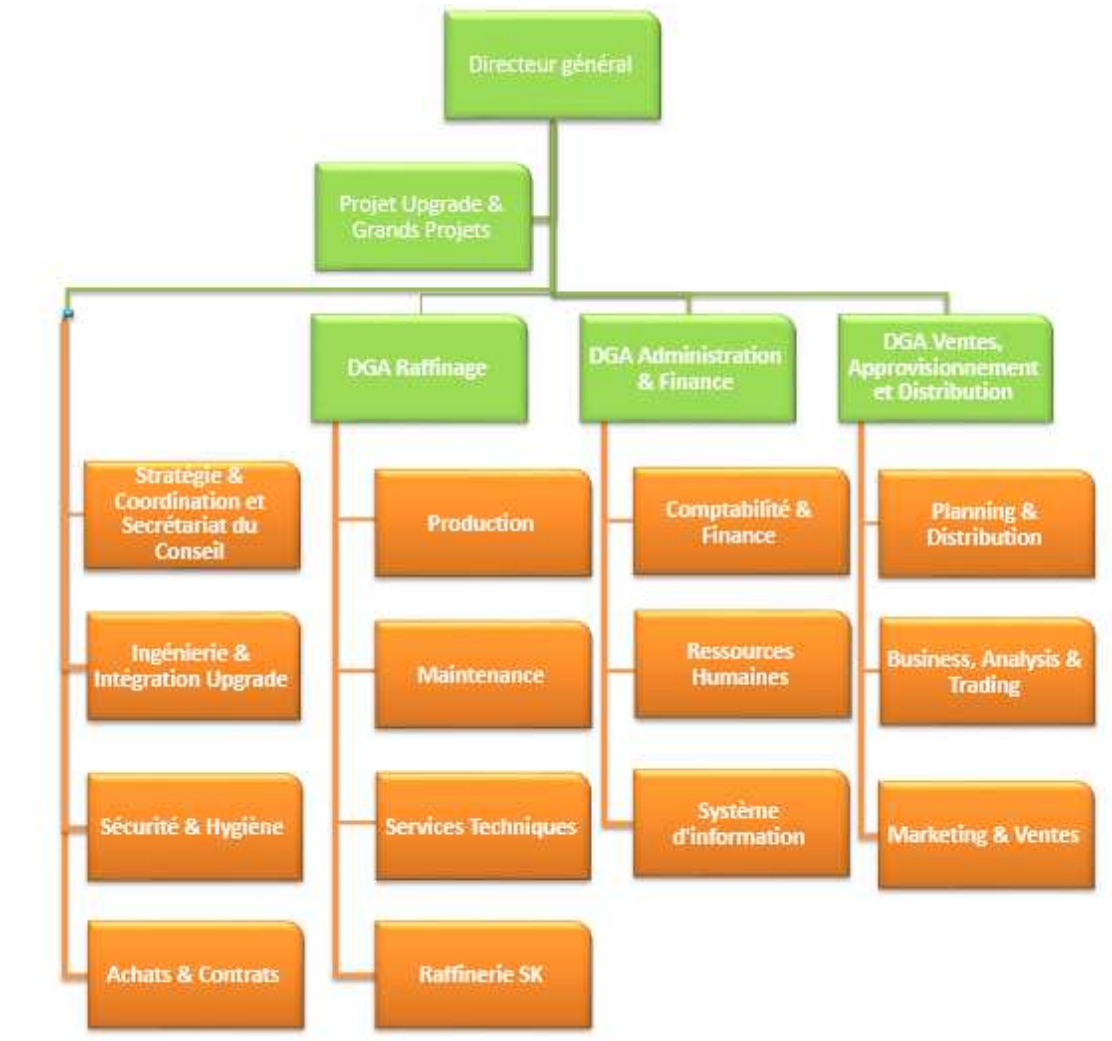 Directeur général
Projet Upgrade &
Grands Projets
DGA Raffinage
DGA Administration
& Finance
DGA Ventes,
Approvisionnement
et Distribution
Stratégie &
Coordination et
Secrétariat du
Conseil
Production
Comptabilité &
Finance
Planning &
Distribution
Ingénierie &
Intégration Upgrade
Maintenance
Ressources
Humaines
Business, Analysis &
Trading
Sécurité & Hygiène
Services Techniques
Système
d'information
Marketing & Ventes
Achats & Contrats
Raffinerie SK